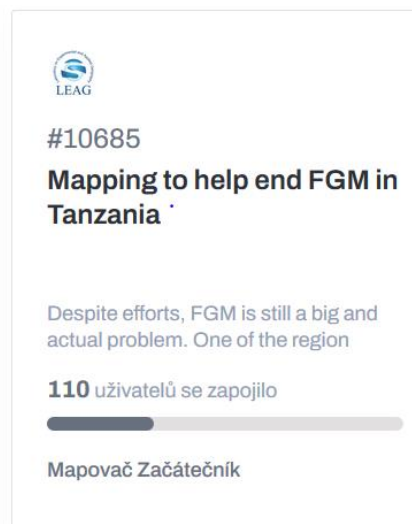 LEAG
#10685
Mapping to help end FGM in
Tanzania
Despite efforts, FGM is still a big and
actual problem. One of the region
110 uživatelů se zapojilo
Mapovač Začátečník